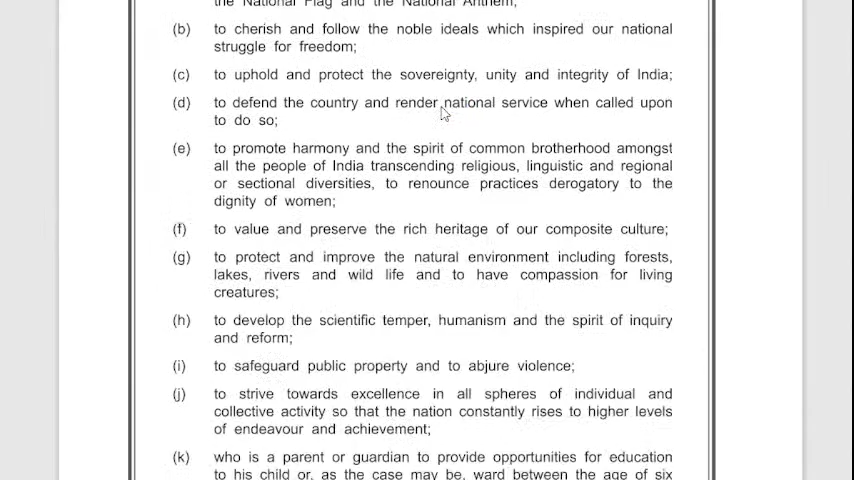 the National Flag and the National Anthem;
(b) to cherish and follow the noble ideals which inspired our national
struggle for freedom;
(c) to uphold and protect the sovereignty, unity and integrity of India;
(d) to defend the country and render national service when called upon
to do so;
(e) to promote harmony and the spirit of common brotherhood amongst
all the people of India transcending religious, linguistic and regional
or sectional diversities, to renounce practices derogatory to the
dignity of women;
(f) to value and preserve the rich heritage of our composite culture;
(g) to protect and improve the natural environment including forests,
lakes, rivers and wild life and to have compassion for living
creatures;
(h) to develop the scientific temper, humanism and the spirit of inquiry
and reform;
(i) to safeguard public property and to abjure violence;
(j) to strive towards excellence in all spheres of individual and
collective activity so that the nation constantly rises to higher levels
of endeavour and achievement;
(k) who is a parent or guardian to provide opportunities for education
to his child or, as the case may be, ward between the age of six